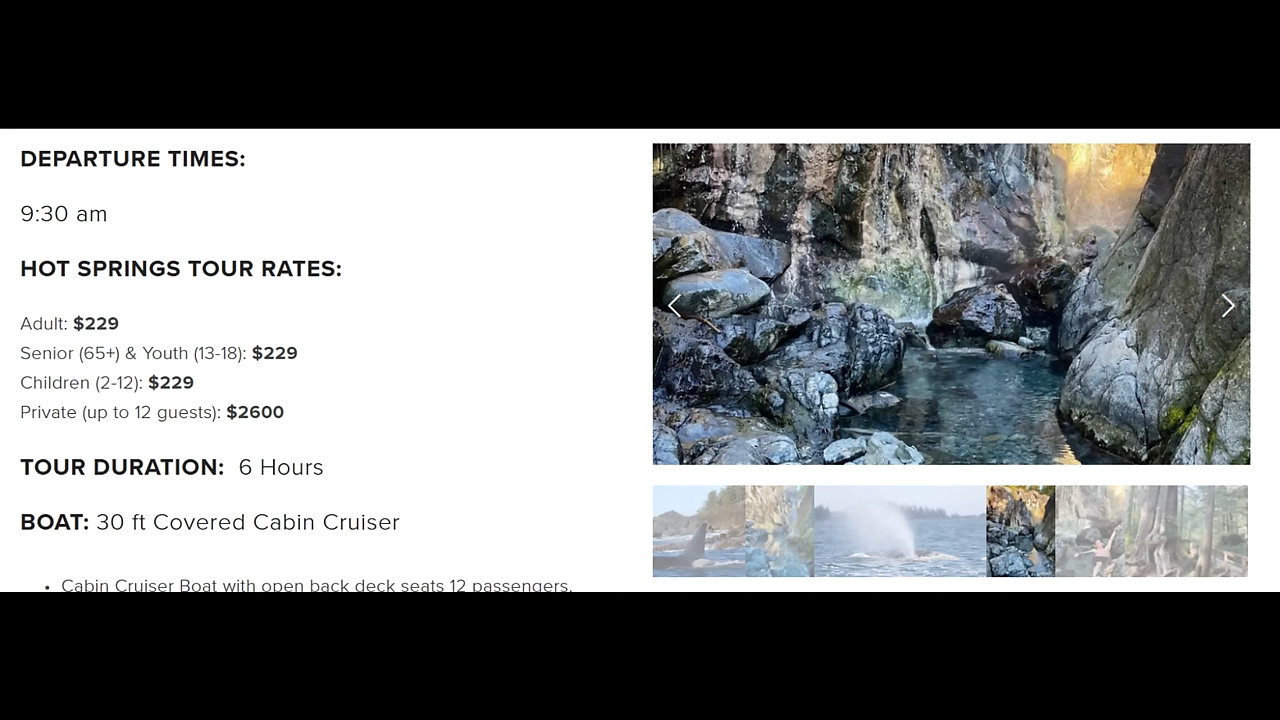 DEPARTURE TIMES:
9:30 am
HOT SPRINGS TOUR RATES:
Adult: $229
Senior (65+) & Youth (13-18): $229
Children (2-12): $229
Private (up to 12 guests): $2600
TOUR DURATION: 6 Hours
BOAT: 30 ft Covered Cabin Cruiser
• Cabin Cruiser Boat with open back deck seats 12 passengers.